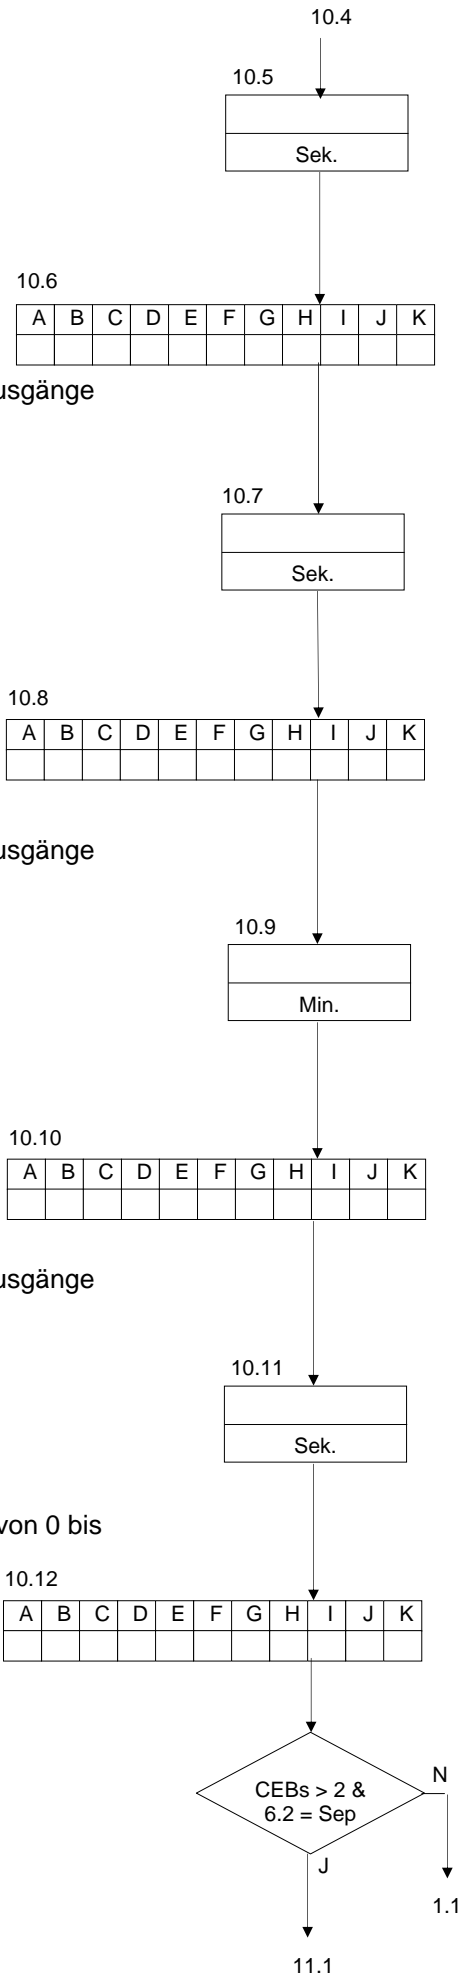 10.4
10.5
Sek.
10.6
A B C D E F G H I J K
usgänge
10.7
Sek.
10.8
A B C D E F G H I J K
usgänge
10.9
Min.
10.10
A B C D E F G H I J K
usgänge
10.11
Sek.
von 0 bis
10.12
A B C D E F G H I J K
N
CEBs > 2 &
6.2 = Sep
J
1.1
11.1